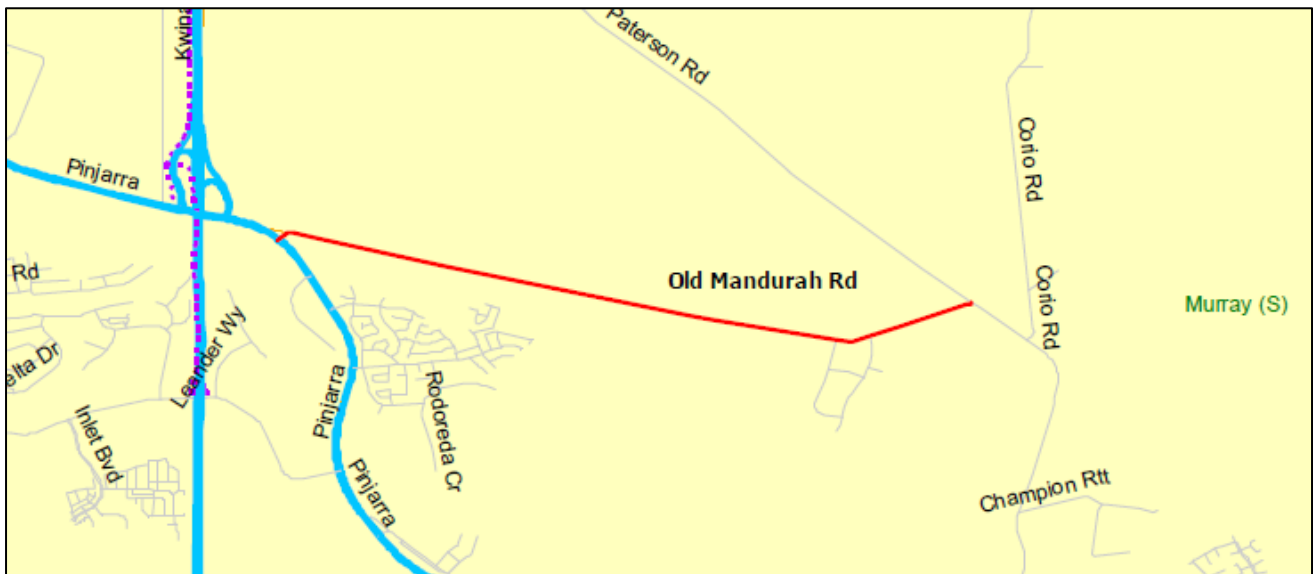 Kwina
Paterson Rd
Corio Rd
Pinjarra
Rd
Old Mandurah Rd
Corio Rd
Murray (S)
Leander Wy
elta Dr
Pinjarra
Rodoreda Cr
Inlet Bvd
Pinjarra
Champion Rtt